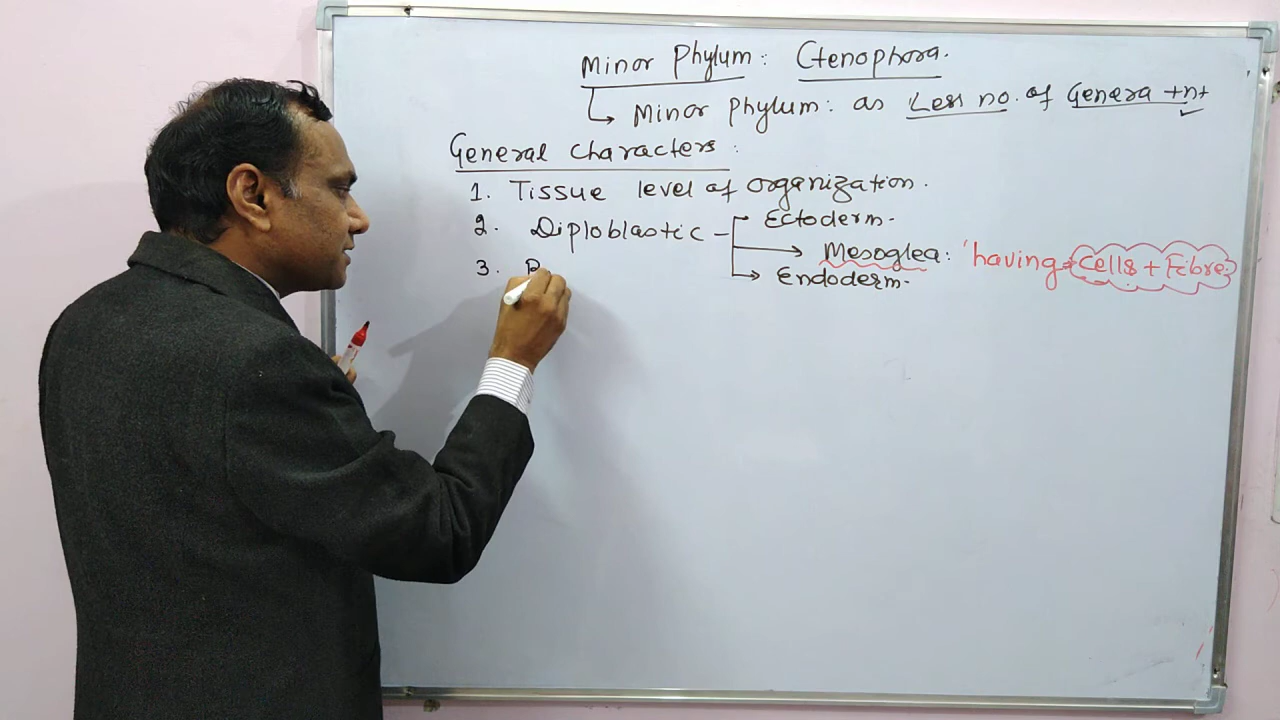 Minor Phylum: Ctenophora.
Minor Phylum: as Less no. of Genera +nt
General Characters:
1. Tissue level of organization.
2. Diploblastic - Ectoderm.
Mesoglea: having Cells + Fibre.
Endoderm.
3.